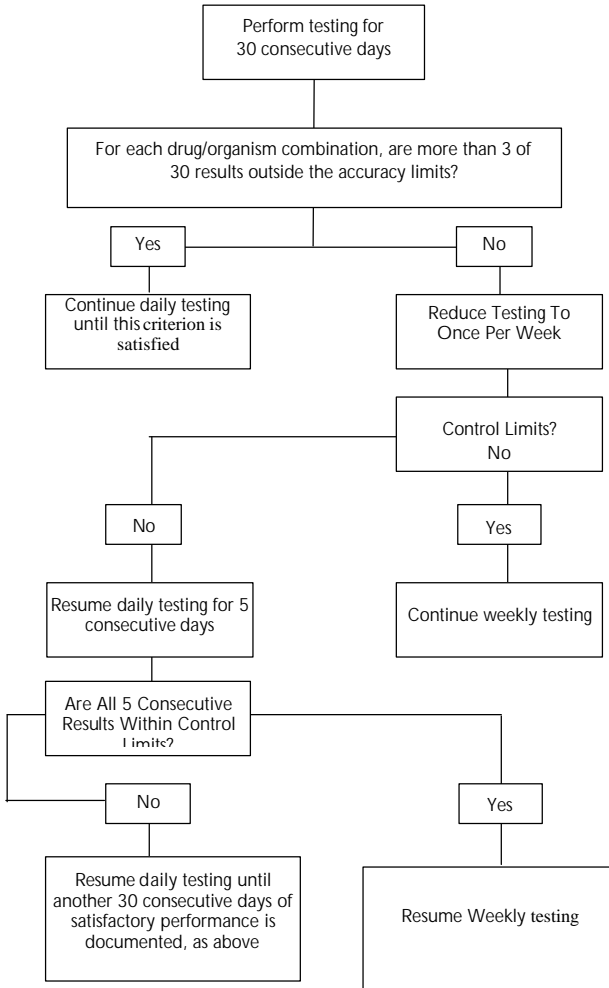 Perform testing for
30 consecutive days
For each drug/organism combination, are more than 3 of
30 results outside the accuracy limits?
Yes
No
Continue daily testing
until this criterion is
satisfied
Reduce Testing To
Once Per Week
Control Limits?
No
No
Yes
Resume daily testing for 5
consecutive days
Continue weekly testing
Are All 5 Consecutive
Results Within Control
Limits?
No
Yes
Resume daily testing until
another 30 consecutive days of
satisfactory performance is
documented, as above
Resume Weekly testing